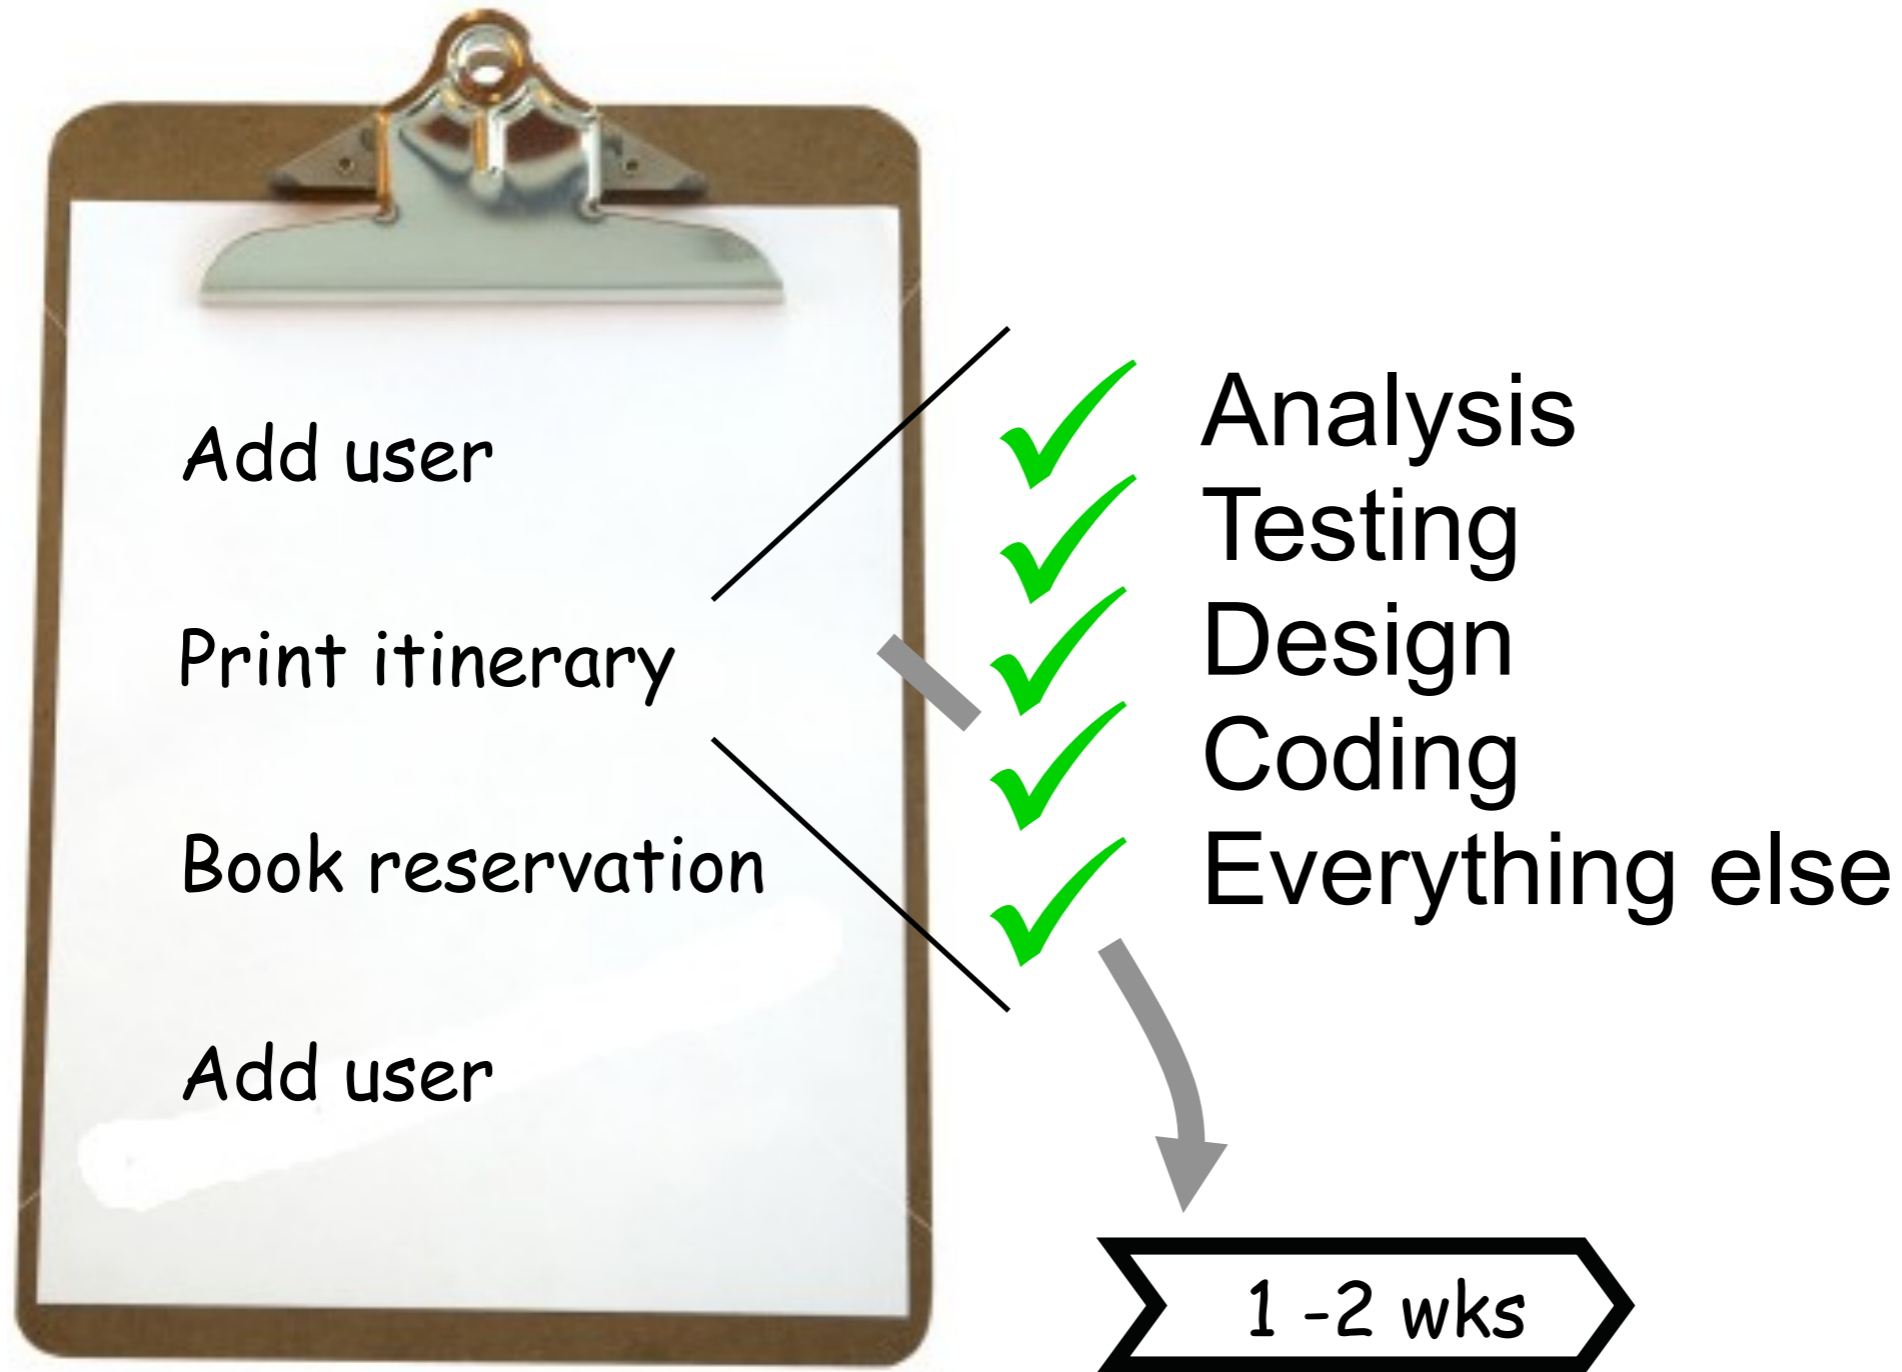 Add user
Print itinerary
Book reservation
Add user
Analysis
Testing
Design
Coding
Everything else
1 -2 wks